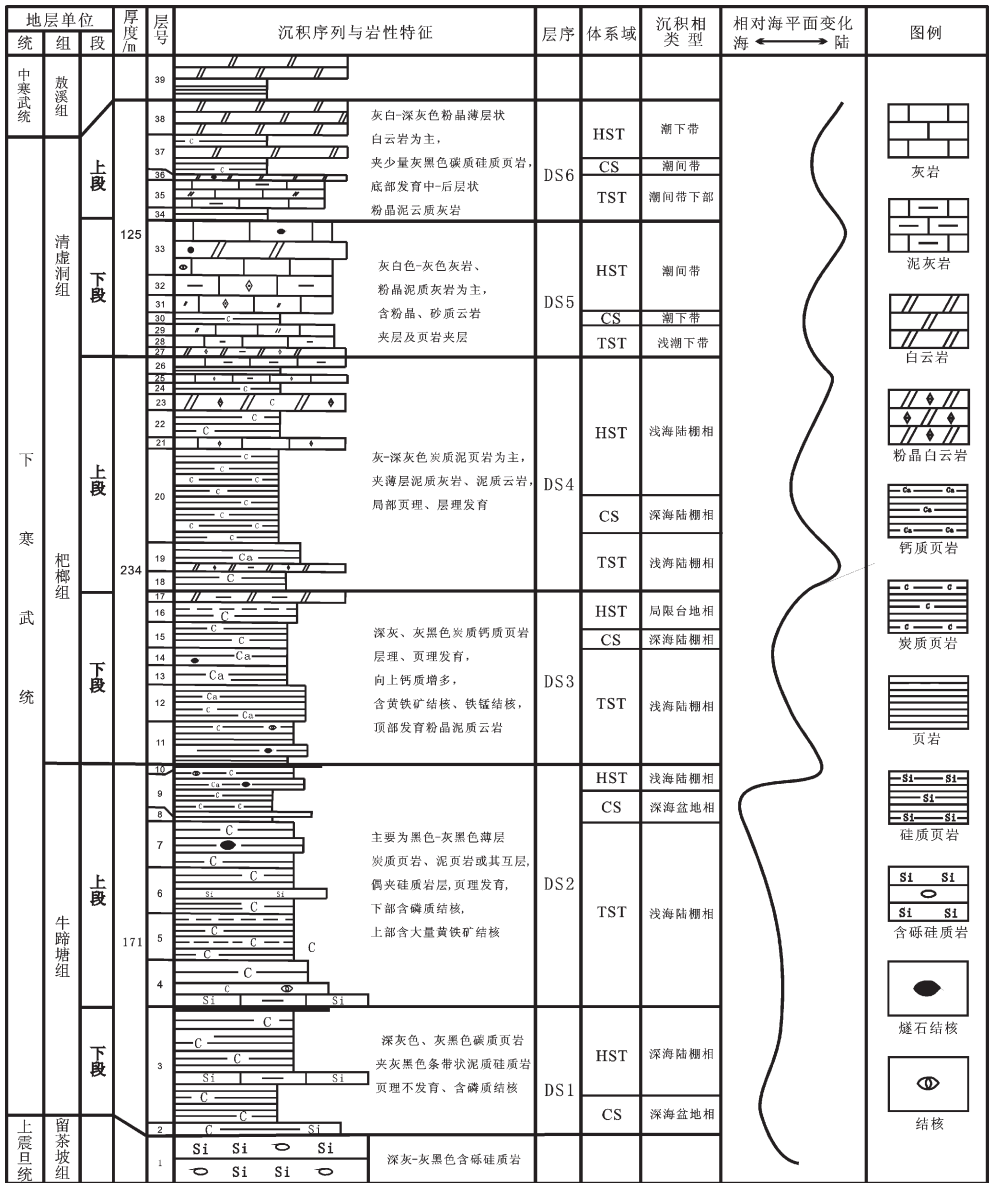 地层单位
统
组
段
厚度/m
层号
沉积序列与岩性特征
层序
体系域
沉积相类型
相对海平面变化
海
陆
图例
中寒武统
敖溪组
39
38
37
36
35
34
上段
灰白-深灰色粉晶薄层状
白云岩为主，
夹少量灰黑色碳质硅质页岩，
底部发育中-后层状
粉晶泥云质灰岩
DS6
HST
潮下带
CS
潮间带
TST
潮间带下部
下寒武统
清虚洞组
125
下段
33
32
31
30
29
28
27
灰白色-灰色灰岩、
粉晶泥质灰岩为主，
含粉晶、砂质云岩
夹层及页岩夹层
DS5
HST
潮间带
CS
潮下带
TST
浅潮下带
杷榔组
234
上段
26
25
24
23
22
21
20
19
18
灰-深灰色炭质泥页岩为主，
夹薄层泥质灰岩、泥质云岩，
局部页理、层理发育
DS4
HST
浅海陆棚相
CS
深海陆棚相
TST
浅海陆棚相
下段
17
16
15
14
13
12
11
深灰、灰黑色炭质钙质页岩
层理、页理发育，
向上钙质增多，
含黄铁矿结核、铁锰结核，
顶部发育粉晶泥质云岩
DS3
HST
局限台地相
CS
深海陆棚相
TST
浅海陆棚相
牛蹄塘组
171
上段
10
9
8
7
6
5
4
主要为黑色-灰黑色薄层
炭质页岩、泥页岩或其互层，
偶夹硅质岩层，页理发育，
下部含磷质结核，
上部含大量黄铁矿结核
DS2
HST
浅海陆棚相
CS
深海盆地相
TST
浅海陆棚相
下段
3
2
深灰色、灰黑色碳质页岩
夹灰黑色条带状泥质硅质岩
页理不发育、含磷质结核
DS1
HST
深海陆棚相
CS
深海盆地相
上震旦统
留茶坡组
1
Si Si Si
Si Si
深灰-灰黑色含砾硅质岩
灰岩
泥灰岩
白云岩
粉晶白云岩
Ca Ca
Ca
Ca Ca
钙质页岩
C C
C
C C
炭质页岩
页岩
Si Si
Si
Si Si
硅质页岩
Si Si
Si Si
含砾硅质岩
燧石结核
结核